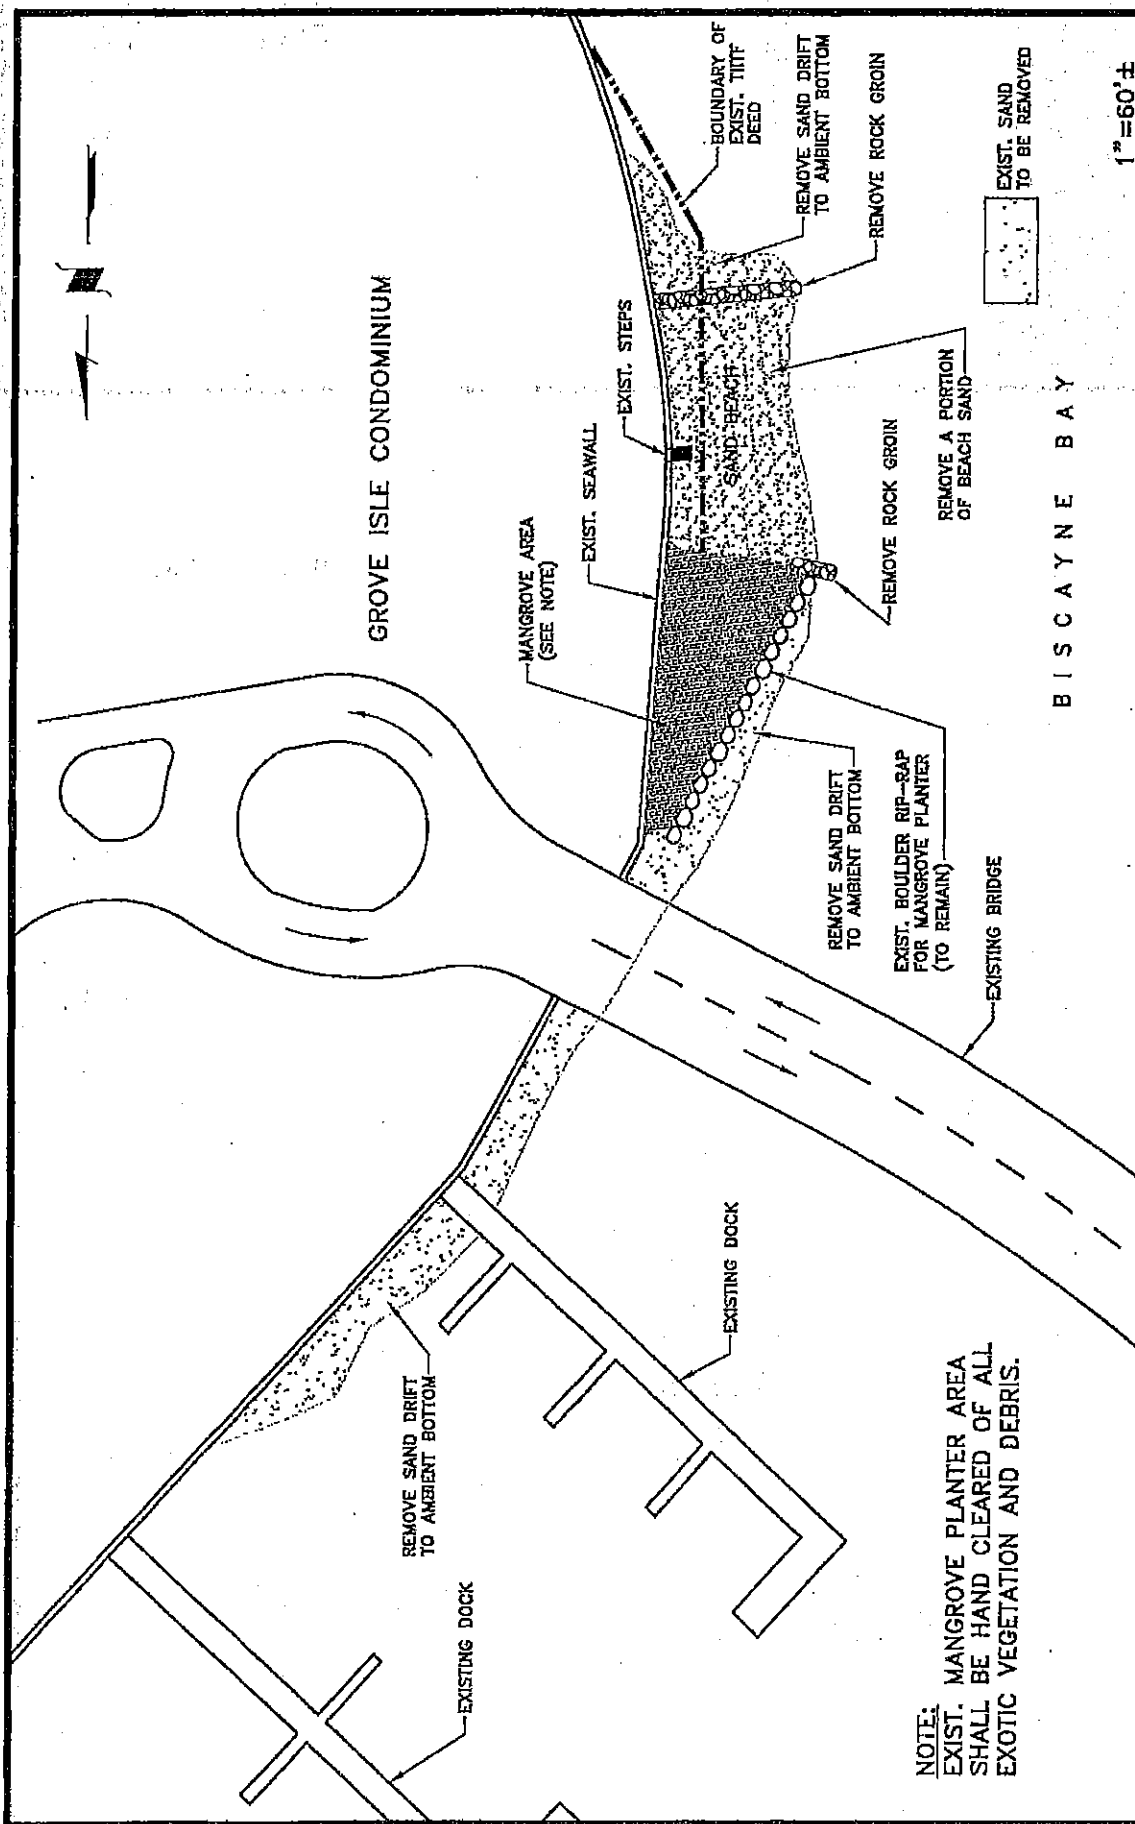 GROVE ISLE CONDOMINIUM
MANGROVE AREA
(SEE NOTE)
EXIST. SEAWALL
EXIST. STEPS
BOUNDARY OF
EXIST. TIITF
DEED
REMOVE SAND DRIFT
TO AMBIENT BOTTOM
REMOVE ROCK GROIN
SAND BEACH
REMOVE SAND DRIFT
TO AMBIENT BOTTOM
EXISTING DOCK
EXISTING DOCK
REMOVE SAND DRIFT
TO AMBIENT BOTTOM
EXIST. BOULDER RIP-RAP
FOR MANGROVE PLANTER
(TO REMAIN)
EXISTING BRIDGE
REMOVE ROCK GROIN
REMOVE A PORTION
OF BEACH SAND
EXIST. SAND
TO BE REMOVED
BISCAYNE BAY
NOTE:
EXIST. MANGROVE PLANTER AREA
SHALL BE HAND CLEARED OF ALL
EXOTIC VEGETATION AND DEBRIS.
1"=60'±